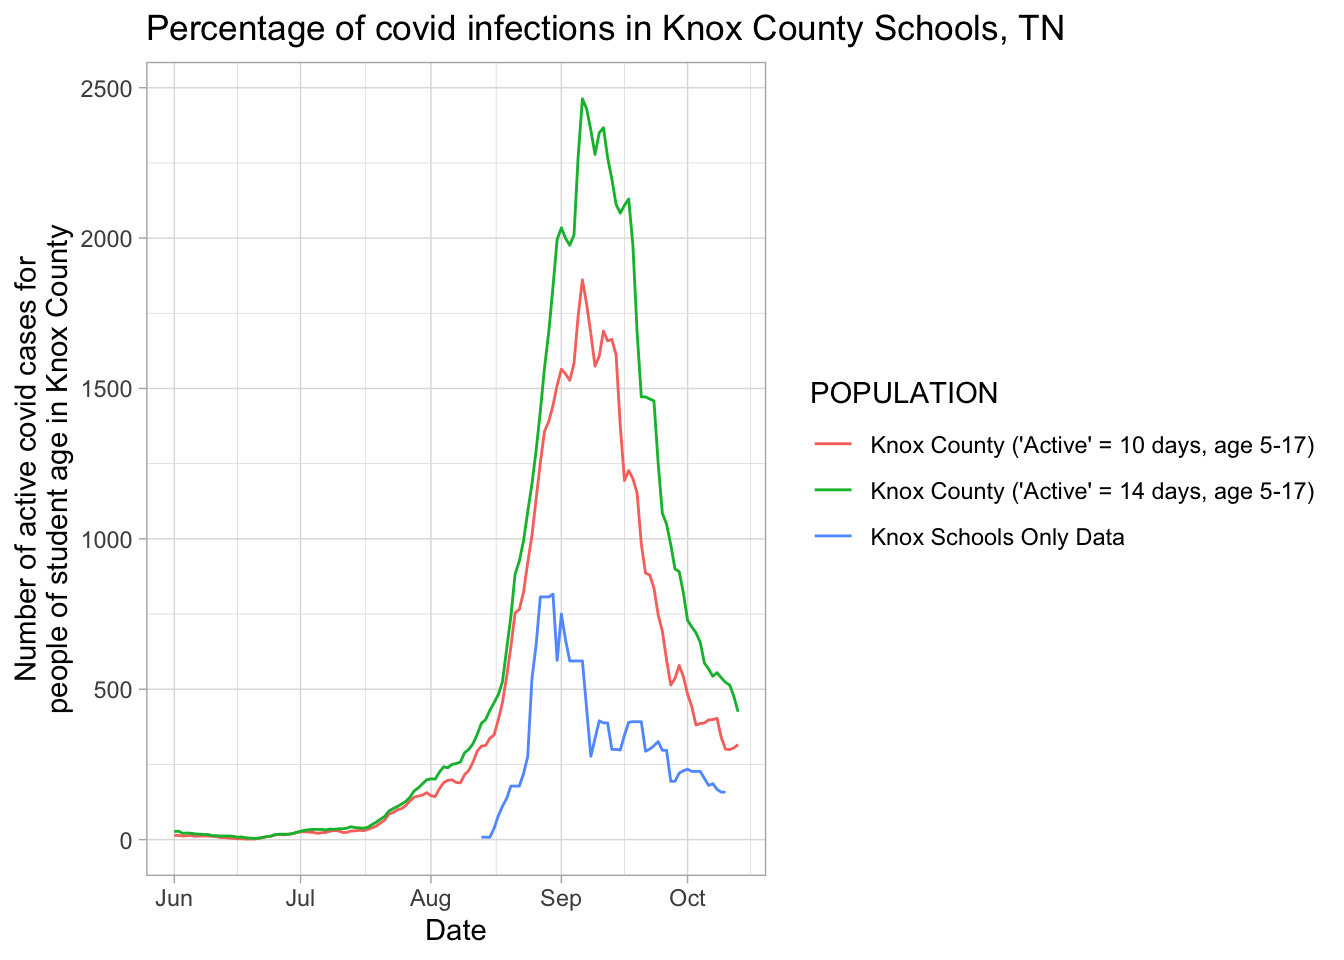 Percentage of covid infections in Knox County Schools, TN
Number of active covid cases for
people of student age in Knox County
2500
2000
1500
1000
500
0
Jun
Jul
Aug
Sep
Oct
Date
POPULATION
Knox County ('Active' = 10 days, age 5-17)
Knox County ('Active' = 14 days, age 5-17)
Knox Schools Only Data